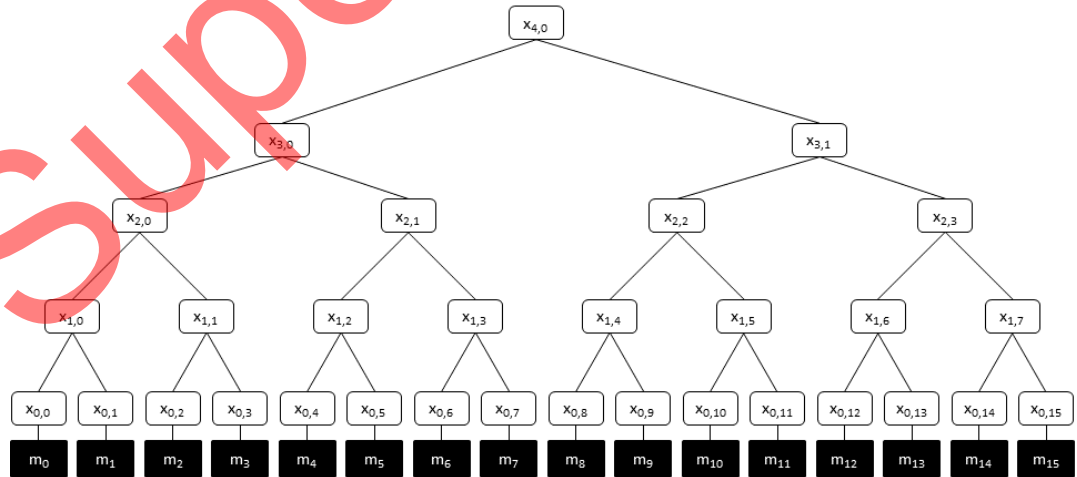 Supe
x4,0
x3,0 x3,1
x2,0 x2,1 x2,2 x2,3
x1,0 x1,1 x1,2 x1,3 x1,4 x1,5 x1,6 x1,7
x0,0 x0,1 x0,2 x0,3 x0,4 x0,5 x0,6 x0,7 x0,8 x0,9 x0,10 x0,11 x0,12 x0,13 x0,14 x0,15
m0 m1 m2 m3 m4 m5 m6 m7 m8 m9 m10 m11 m12 m13 m14 m15